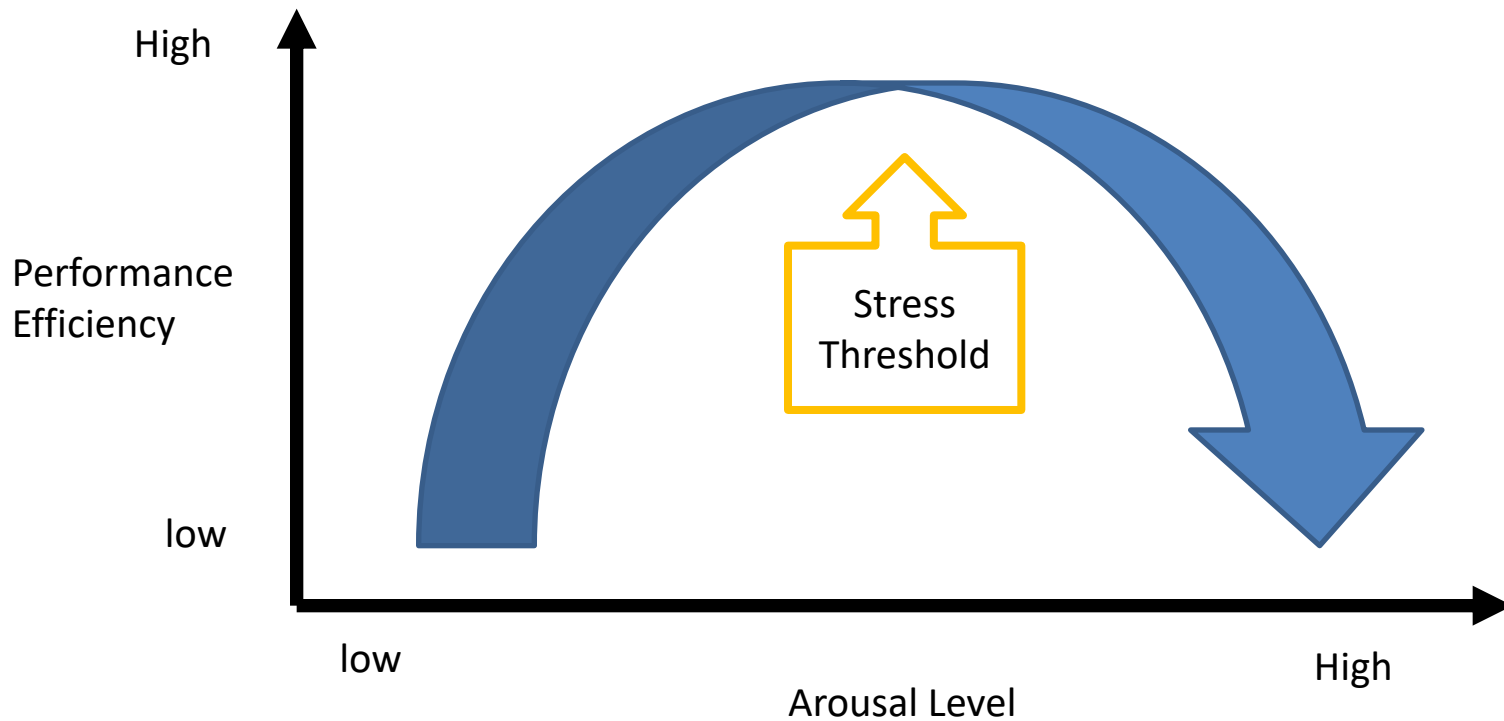 High
Performance
Efficiency
Stress
Threshold
low
low
High
Arousal Level